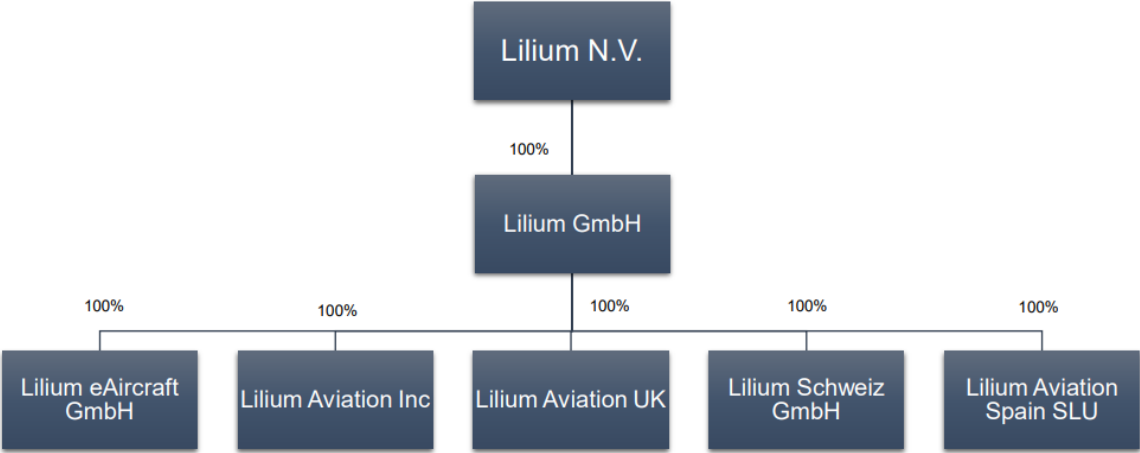 Lilium N.V.
100%
Lilium GmbH
100%
100%
100%
100%
100%
Lilium eAircraft
GmbH
Lilium Aviation Inc
Lilium Aviation UK
Lilium Schweiz
GmbH
Lilium Aviation
Spain SLU